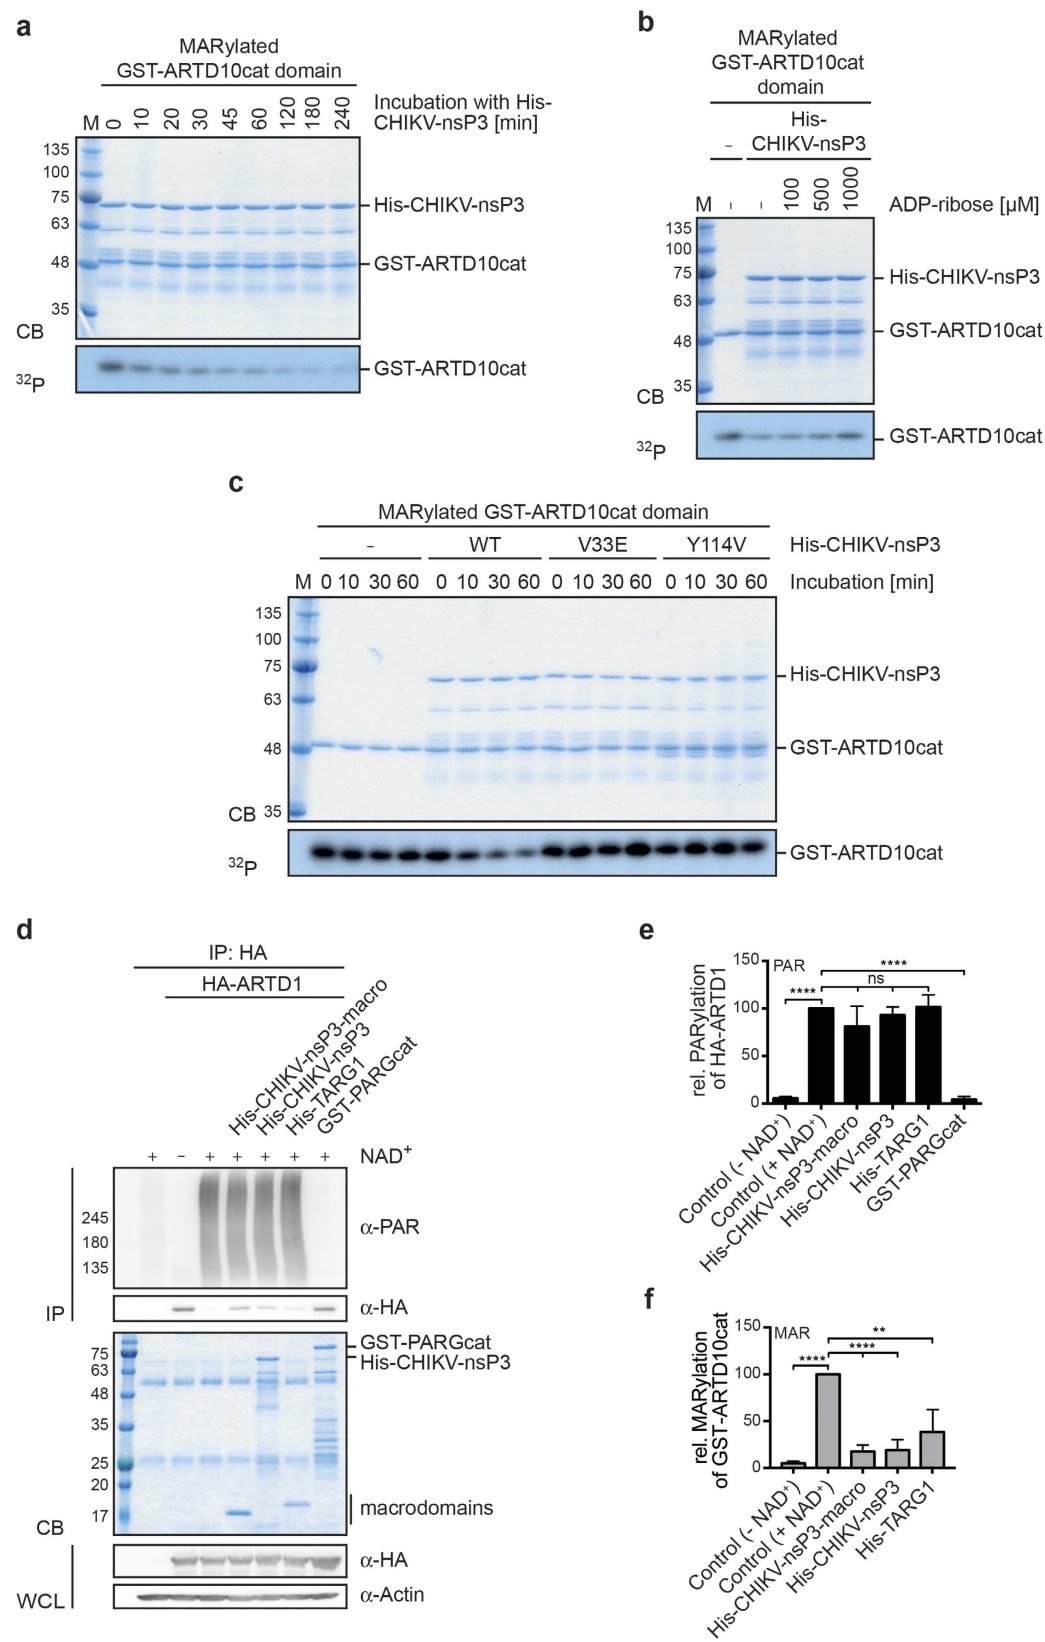 a
MARylated
GST-ARTD10cat domain
M 0 10 20 30 45 60 120 180 240
Incubation with His-
CHIKV-nsP3 [min]
135
100
75
63
48
35
His-CHIKV-nsP3
GST-ARTD10cat
CB
32P
GST-ARTD10cat
b
MARylated
GST-ARTD10cat
domain
His-
- CHIKV-nsP3
M - - 100 500 1000
ADP-ribose [µM]
135
100
75
63
48
35
His-CHIKV-nsP3
GST-ARTD10cat
CB
32P
GST-ARTD10cat
c
MARylated GST-ARTD10cat domain
- WT V33E Y114V His-CHIKV-nsP3
M 0 10 30 60 0 10 30 60 0 10 30 60 0 10 30 60 Incubation [min]
135
100
75
63
48
35
His-CHIKV-nsP3
GST-ARTD10cat
CB
32P
GST-ARTD10cat
d
IP: HA
HA-ARTD1
His-CHIKV-nsP3-macro
His-CHIKV-nsP3
His-TARG1
GST-PARGcat
+ - + + + + + NAD+
245
180
135
α-PAR
IP
α-HA
75
63
48
35
25
20
17
GST-PARGcat
His-CHIKV-nsP3
macrodomains
CB
α-HA
WCL
α-Actin
e
rel. PARylation
of HA-ARTD1
150
100
50
0
PAR
****
ns
****
Control (- NAD+)
Control (+ NAD+)
His-CHIKV-nsP3-macro
His-CHIKV-nsP3
His-TARG1
GST-PARGcat
f
rel. MARylation
of GST-ARTD10cat
150
100
50
0
MAR
**
****
****
Control (- NAD+)
Control (+ NAD+)
His-CHIKV-nsP3-macro
His-CHIKV-nsP3
His-TARG1